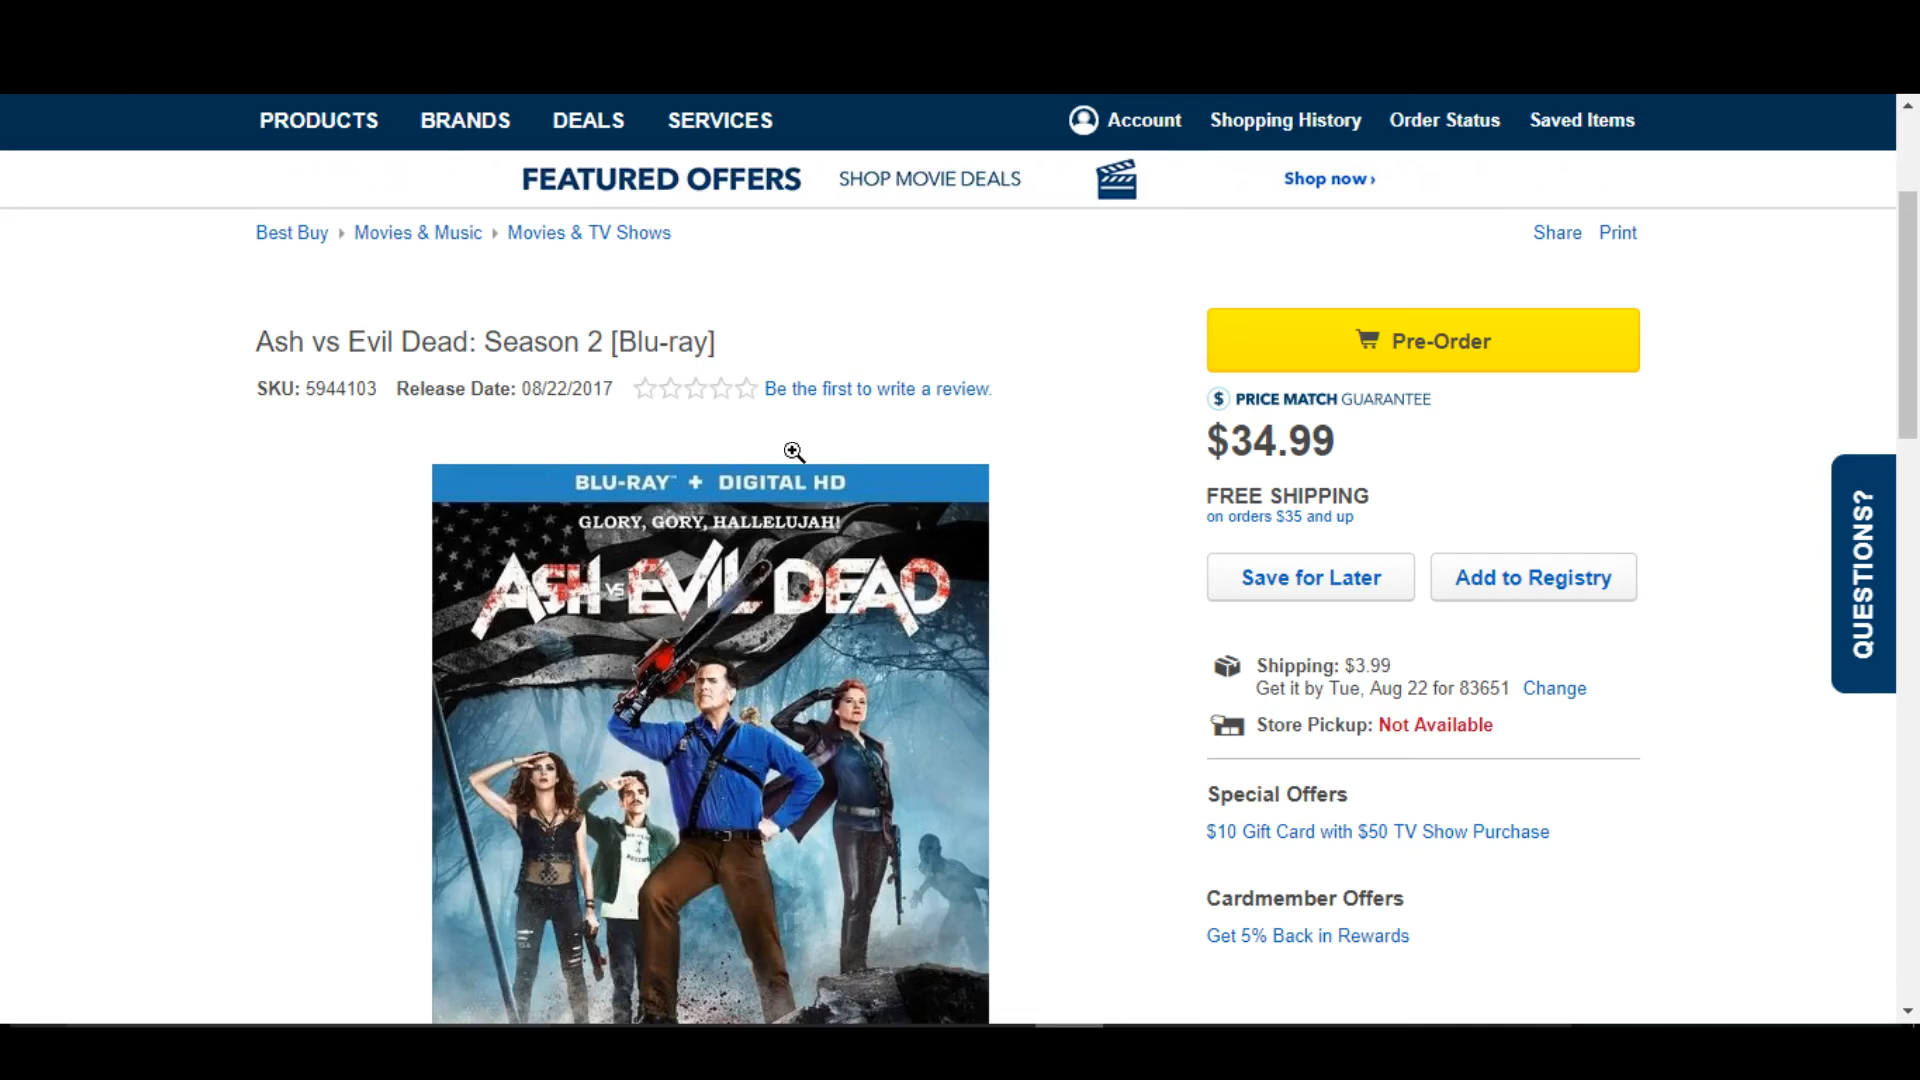 PRODUCTS BRANDS DEALS SERVICES Account Shopping History Order Status Saved Items
FEATURED OFFERS SHOP MOVIE DEALS Shop now ›
Best Buy Movies & Music Movies & TV Shows Share Print
Ash vs Evil Dead: Season 2 [Blu-ray]
SKU: 5944103 Release Date: 08/22/2017 Be the first to write a review.
BLU-RAY™ + DIGITAL HD
GLORY, GORY, HALLELUJAH!
ASH VS EVIL DEAD
Pre-Order
$ PRICE MATCH GUARANTEE
$34.99
FREE SHIPPING
on orders $35 and up
Save for Later Add to Registry
Shipping: $3.99
Get it by Tue, Aug 22 for 83651 Change
Store Pickup: Not Available
Special Offers
$10 Gift Card with $50 TV Show Purchase
Cardmember Offers
Get 5% Back in Rewards
QUESTIONS?